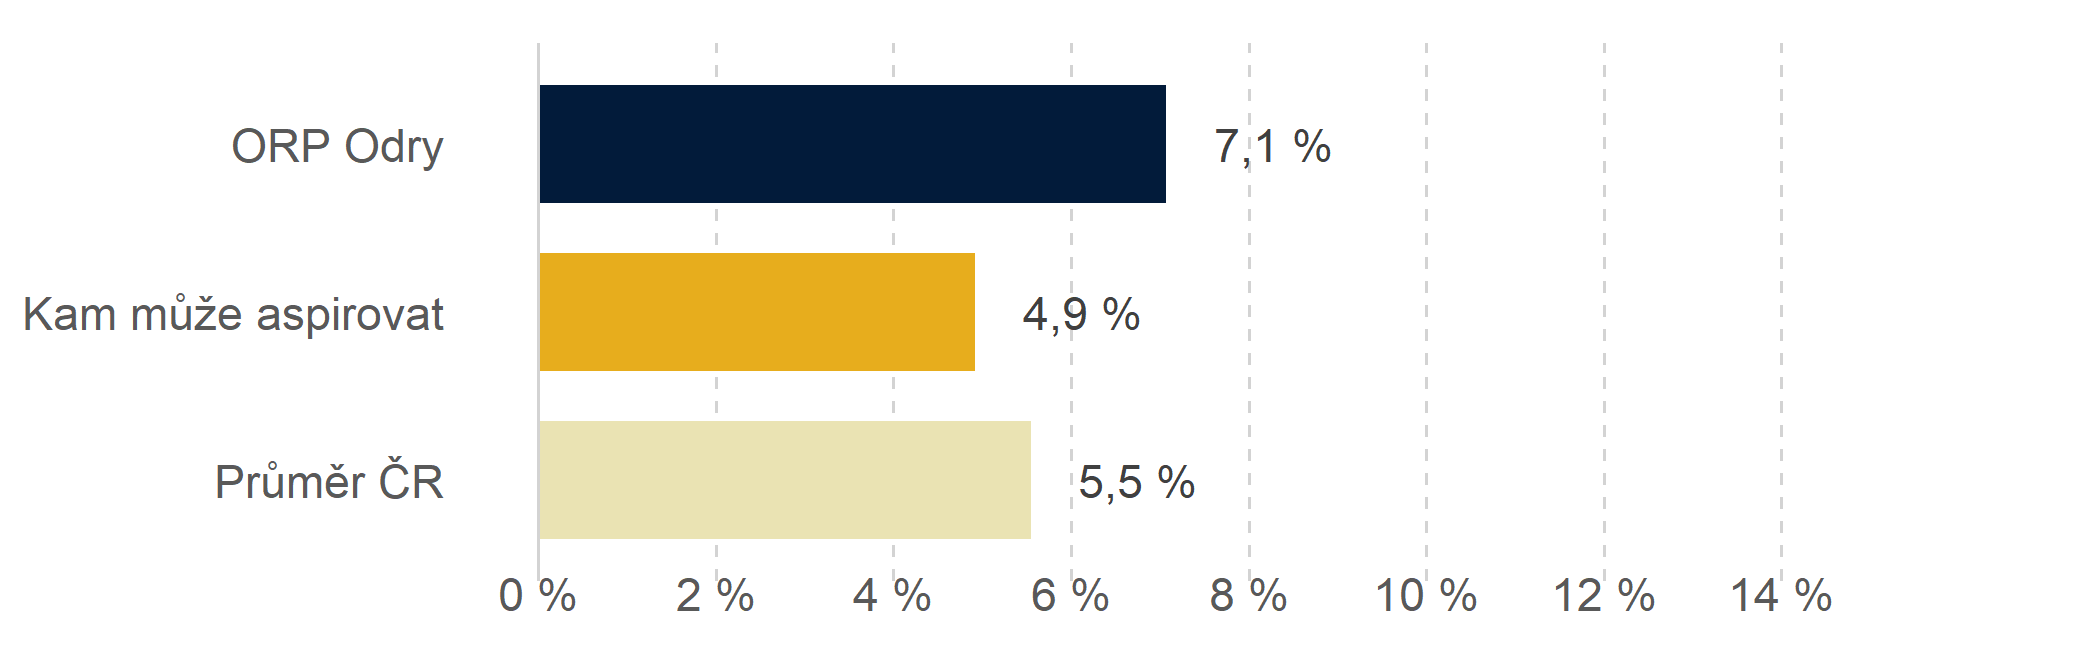 ORP Odry 7,1 %
Kam může aspirovat 4,9 %
Průměr ČR 5,5 %
0 % 2 % 4 % 6 % 8 % 10 % 12 % 14 %